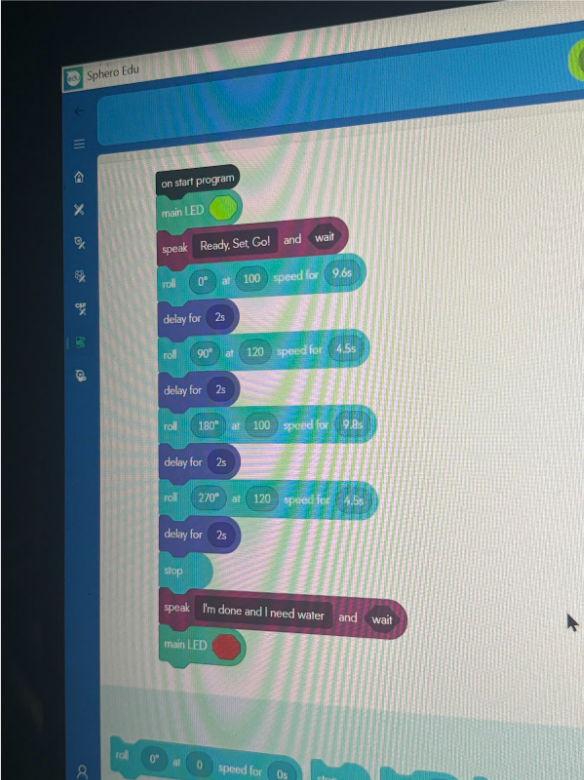 edu Sphero Edu
on start program
main LED
speak Ready, Set, Go! and wait
roll 0° at 100 speed for 9.6s
delay for 2s
roll 90° at 120 speed for 4.5s
delay for 2s
roll 180° at 100 speed for 9.8s
delay for 2s
roll 270° at 120 speed for 4.5s
delay for 2s
stop
speak I'm done and I need water and wait
main LED
roll 0° at 0 speed for 0s